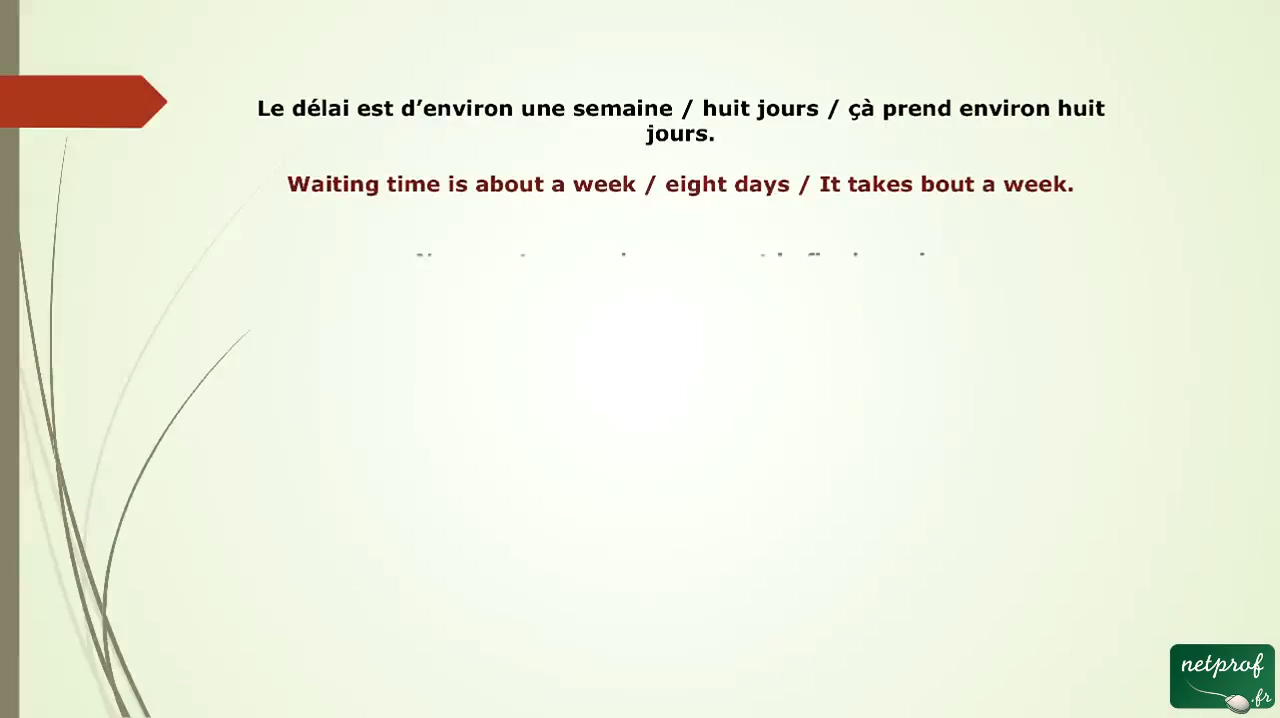 Le délai est d’environ une semaine / huit jours / çà prend environ huit
jours.
Waiting time is about a week / eight days / It takes bout a week.
netprof
.fr